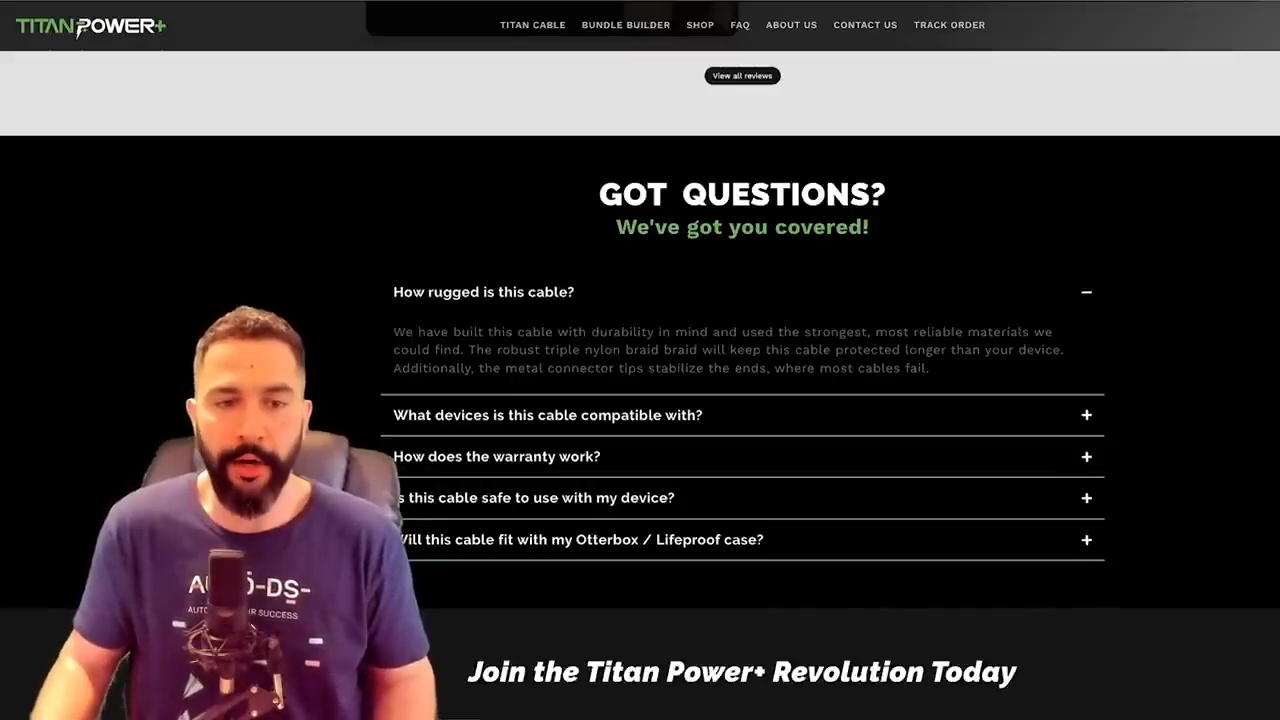 TITAN POWER+
TITAN CABLE BUNDLE BUILDER SHOP FAQ ABOUT US CONTACT US TRACK ORDER
View all reviews
GOT QUESTIONS?
We've got you covered!
How rugged is this cable?
We have built this cable with durability in mind and used the strongest, most reliable materials we
could find. The robust triple nylon braid braid will keep this cable protected longer than your device.
Additionally, the metal connector tips stabilize the ends, where most cables fail.
What devices is this cable compatible with?
How does the warranty work?
s this cable safe to use with my device?
Will this cable fit with my Otterbox / Lifeproof case?
Join the Titan Power+ Revolution Today
SUCCESS